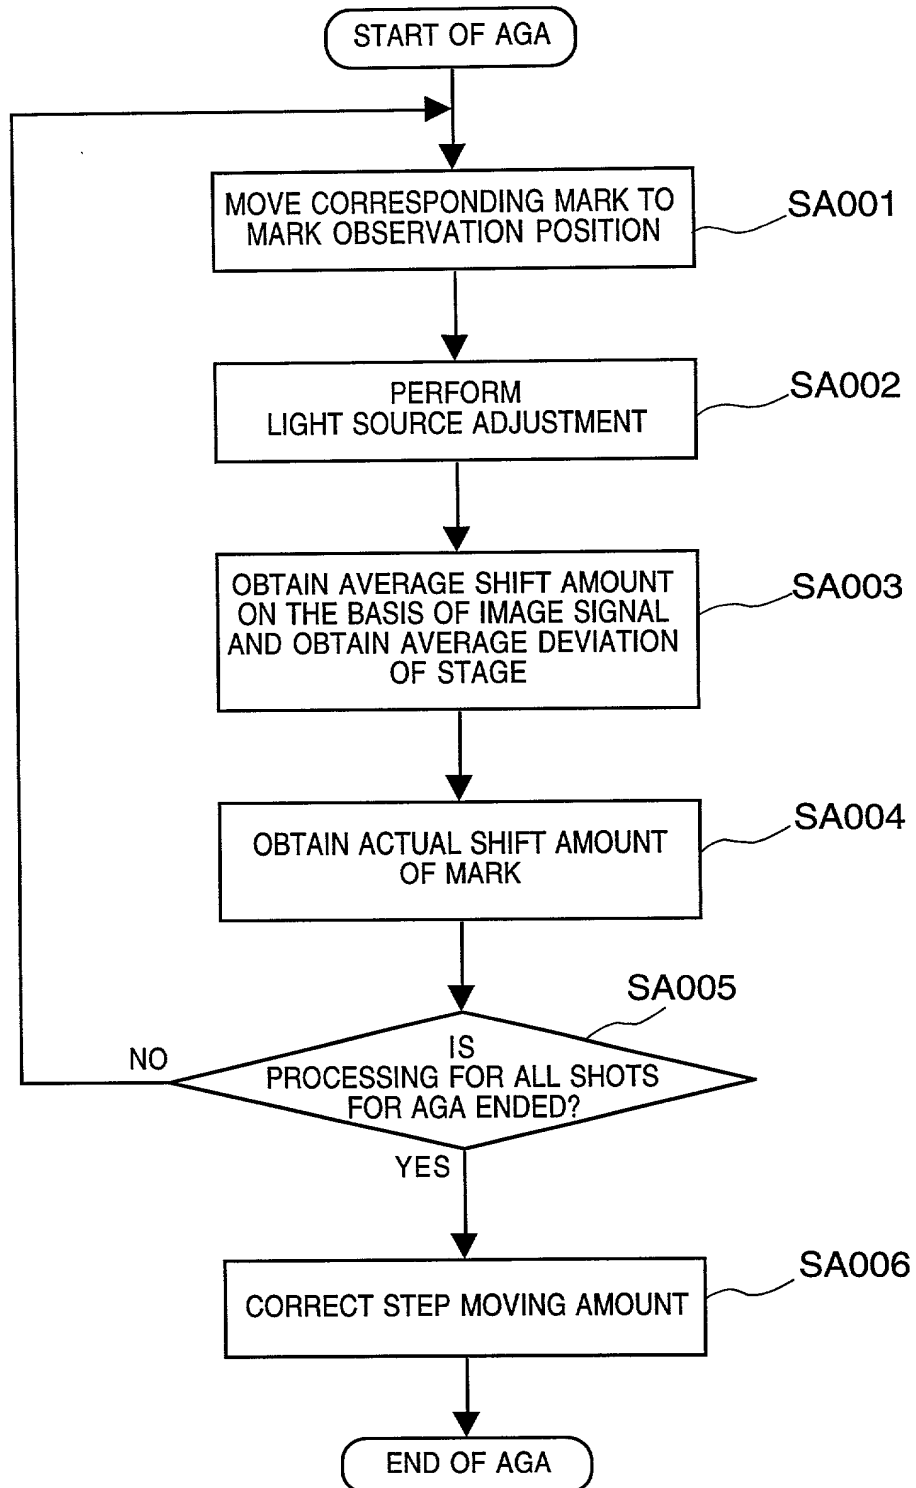 START OF AGA
MOVE CORRESPONDING MARK TO
MARK OBSERVATION POSITION
SA001
PERFORM
LIGHT SOURCE ADJUSTMENT
SA002
OBTAIN AVERAGE SHIFT AMOUNT
ON THE BASIS OF IMAGE SIGNAL
AND OBTAIN AVERAGE DEVIATION
OF STAGE
SA003
OBTAIN ACTUAL SHIFT AMOUNT
OF MARK
SA004
SA005
IS
PROCESSING FOR ALL SHOTS
FOR AGA ENDED?
NO
YES
CORRECT STEP MOVING AMOUNT
SA006
END OF AGA